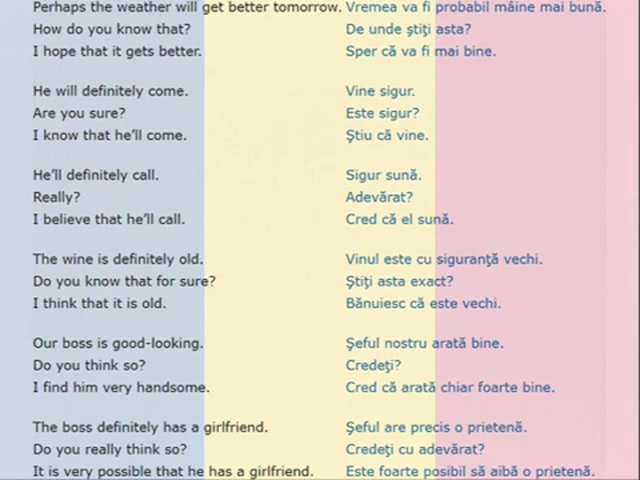 Perhaps the weather will get better tomorrow. Vremea va fi probabil mâine mai bună.
How do you know that? De unde ştiţi asta?
I hope that it gets better. Sper că va fi mai bine.
He will definitely come. Vine sigur.
Are you sure? Este sigur?
I know that he'll come. Ştiu că vine.
He'll definitely call. Sigur sună.
Really? Adevărat?
I believe that he'll call. Cred că el sună.
The wine is definitely old. Vinul este cu siguranţă vechi.
Do you know that for sure? Ştiţi asta exact?
I think that it is old. Bănuiesc că este vechi.
Our boss is good-looking. Şeful nostru arată bine.
Do you think so? Credeţi?
I find him very handsome. Cred că arată chiar foarte bine.
The boss definitely has a girlfriend. Şeful are precis o prietenă.
Do you really think so? Credeţi cu adevărat?
It is very possible that he has a girlfriend. Este foarte posibil să aibă o prietenă.